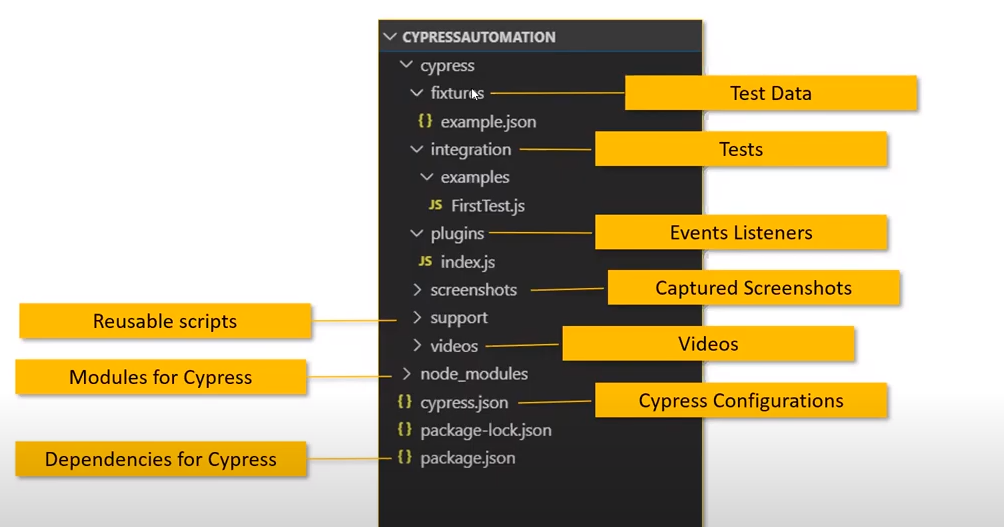 CYPRESSAUTOMATION
cypress
fixtures
Test Data
{} example.json
integration
Tests
examples
JS FirstTest.js
plugins
Events Listeners
JS index.js
screenshots
Captured Screenshots
Reusable scripts
support
videos
Videos
Modules for Cypress
node_modules
{} cypress.json
Cypress Configurations
{} package-lock.json
Dependencies for Cypress
{} package.json